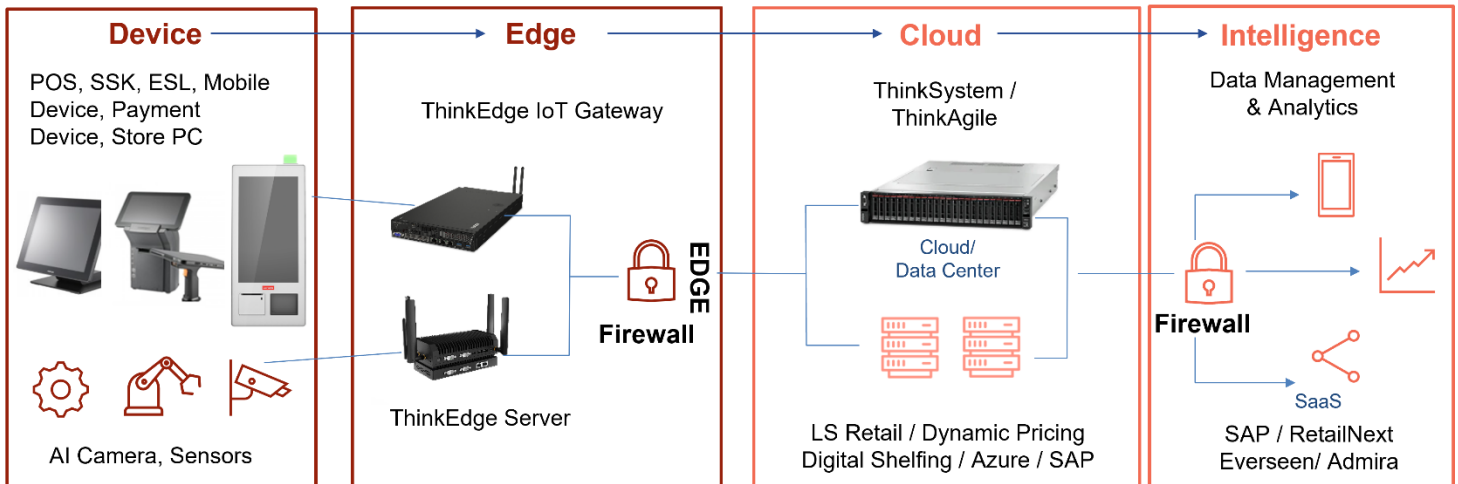 Device
POS, SSK, ESL, Mobile
Device, Payment
Device, Store PC
AI Camera, Sensors
Edge
ThinkEdge IoT Gateway
EDGE
Firewall
ThinkEdge Server
Cloud
ThinkSystem /
ThinkAgile
Cloud/
Data Center
LS Retail / Dynamic Pricing
Digital Shelfing / Azure / SAP
Intelligence
Data Management
& Analytics
Firewall
SaaS
SAP / RetailNext
Everseen/ Admira